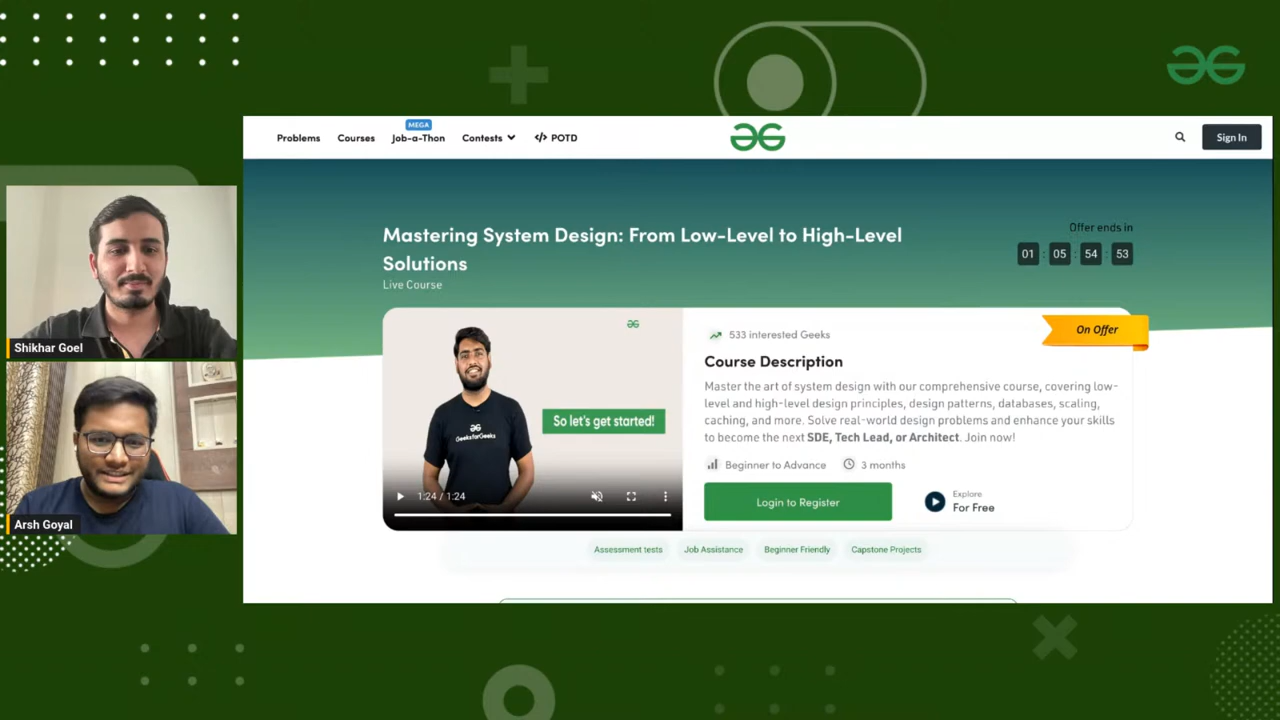 MEGA
Problems Courses Job-a-Thon Contests </> POTD
Sign In
Mastering System Design: From Low-Level to High-Level
Solutions
Live Course
Offer ends in
01 : 05 : 54 : 53
533 interested Geeks
On Offer
Course Description
Master the art of system design with our comprehensive course, covering low-
level and high-level design principles, design patterns, databases, scaling,
caching, and more. Solve real-world design problems and enhance your skills
to become the next SDE, Tech Lead, or Architect. Join now!
Beginner to Advance 3 months
Login to Register
Explore
For Free
So let's get started!
GeeksforGeeks
1:24 / 1:24
Assessment tests Job Assistance Beginner Friendly Capstone Projects
Shikhar Goel
Arsh Goyal